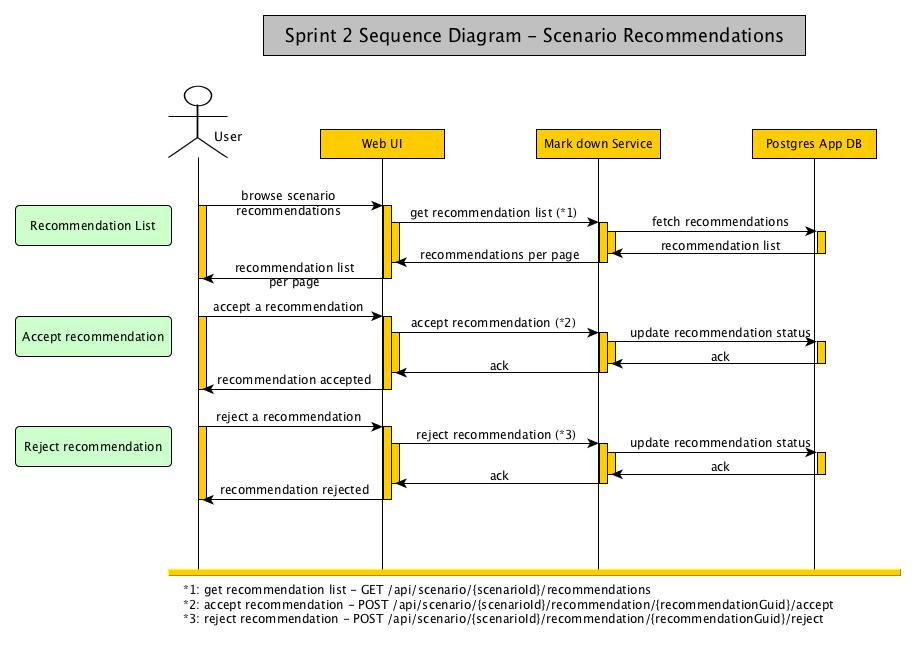 Sprint 2 Sequence Diagram – Scenario Recommendations
User
Web UI
Mark down Service
Postgres App DB
Recommendation List
browse scenario
recommendations
get recommendation list (*1)
fetch recommendations
recommendation list
recommendations per page
recommendation list
per page
Accept recommendation
accept a recommendation
accept recommendation (*2)
update recommendation status
ack
ack
recommendation accepted
Reject recommendation
reject a recommendation
reject recommendation (*3)
update recommendation status
ack
ack
recommendation rejected
*1: get recommendation list – GET /api/scenario/{scenarioId}/recommendations
*2: accept recommendation – POST /api/scenario/{scenarioId}/recommendation/{recommendationGuid}/accept
*3: reject recommendation – POST /api/scenario/{scenarioId}/recommendation/{recommendationGuid}/reject